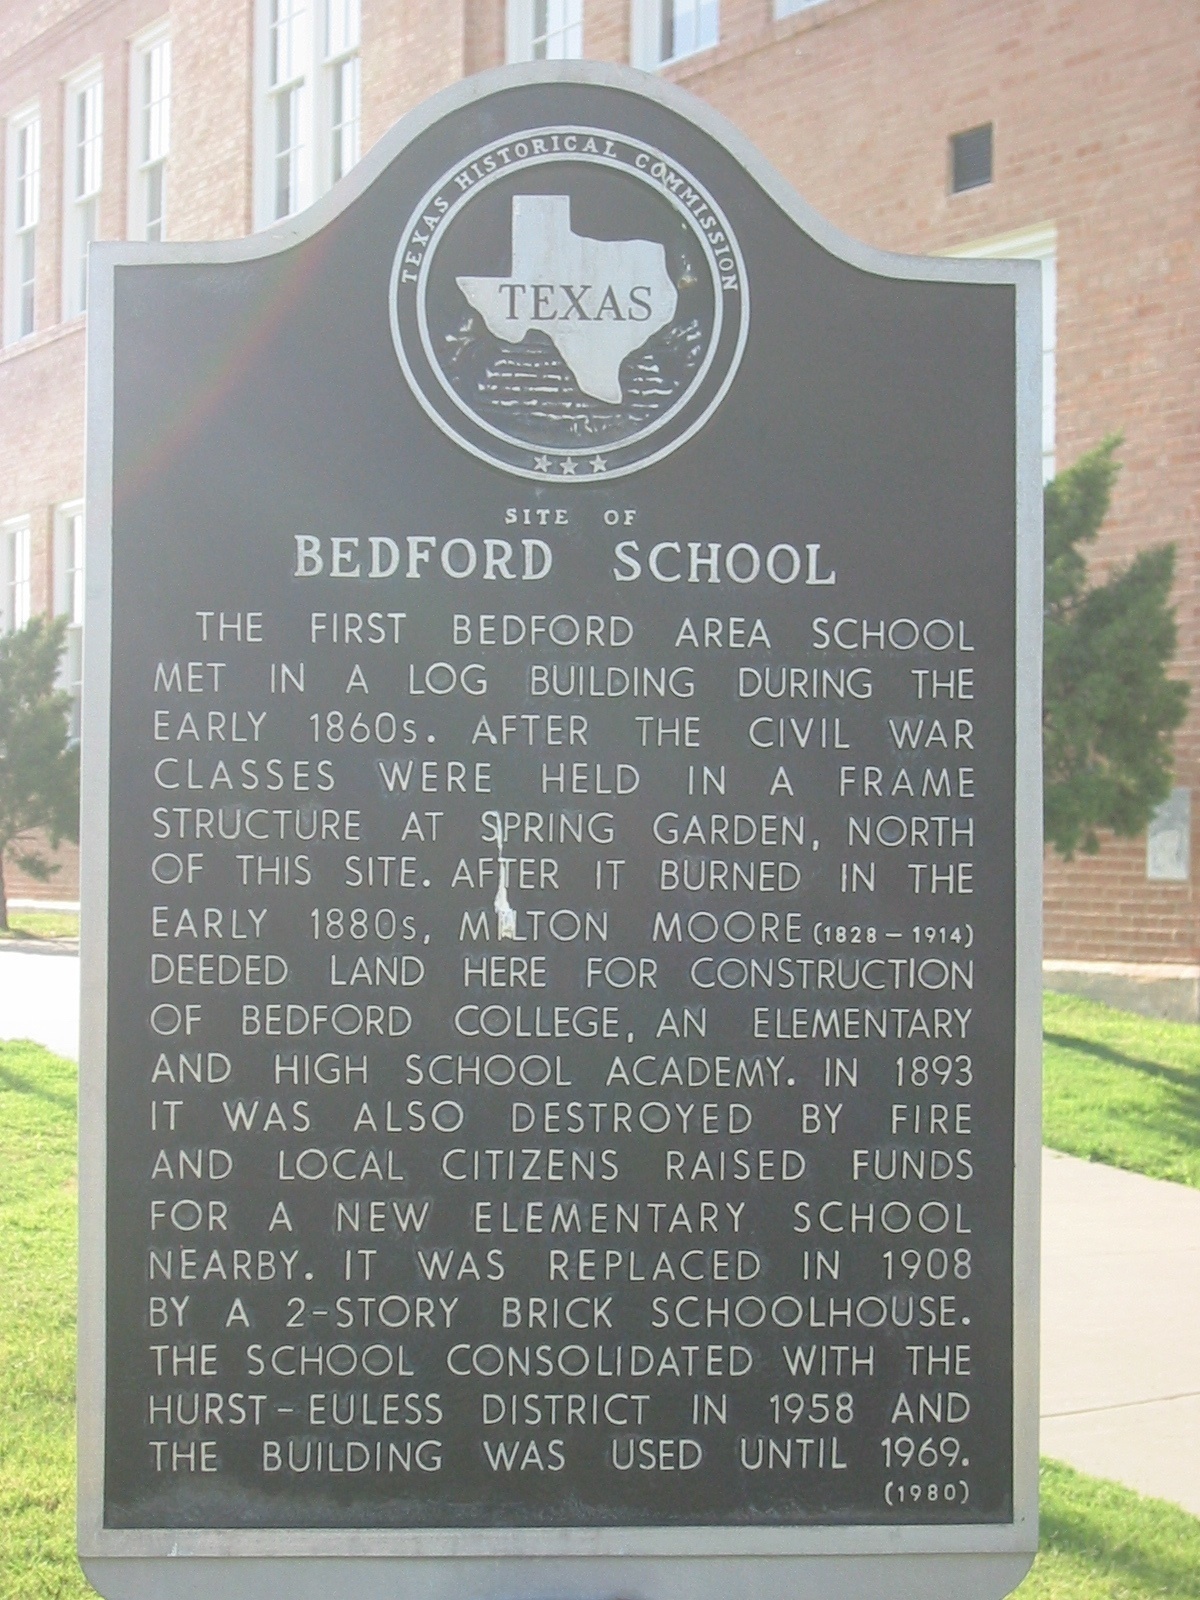 TEXAS HISTORICAL COMMISSION
TEXAS
SITE OF
BEDFORD SCHOOL
THE FIRST BEDFORD AREA SCHOOL
MET IN A LOG BUILDING DURING THE
EARLY 1860s. AFTER THE CIVIL WAR
CLASSES WERE HELD IN A FRAME
STRUCTURE AT SPRING GARDEN, NORTH
OF THIS SITE. AFTER IT BURNED IN THE
EARLY 1880s, MILTON MOORE (1828 – 1914)
DEEDED LAND HERE FOR CONSTRUCTION
OF BEDFORD COLLEGE, AN ELEMENTARY
AND HIGH SCHOOL ACADEMY. IN 1893
IT WAS ALSO DESTROYED BY FIRE
AND LOCAL CITIZENS RAISED FUNDS
FOR A NEW ELEMENTARY SCHOOL
NEARBY. IT WAS REPLACED IN 1908
BY A 2-STORY BRICK SCHOOLHOUSE.
THE SCHOOL CONSOLIDATED WITH THE
HURST-EULESS DISTRICT IN 1958 AND
THE BUILDING WAS USED UNTIL 1969.
(1980)